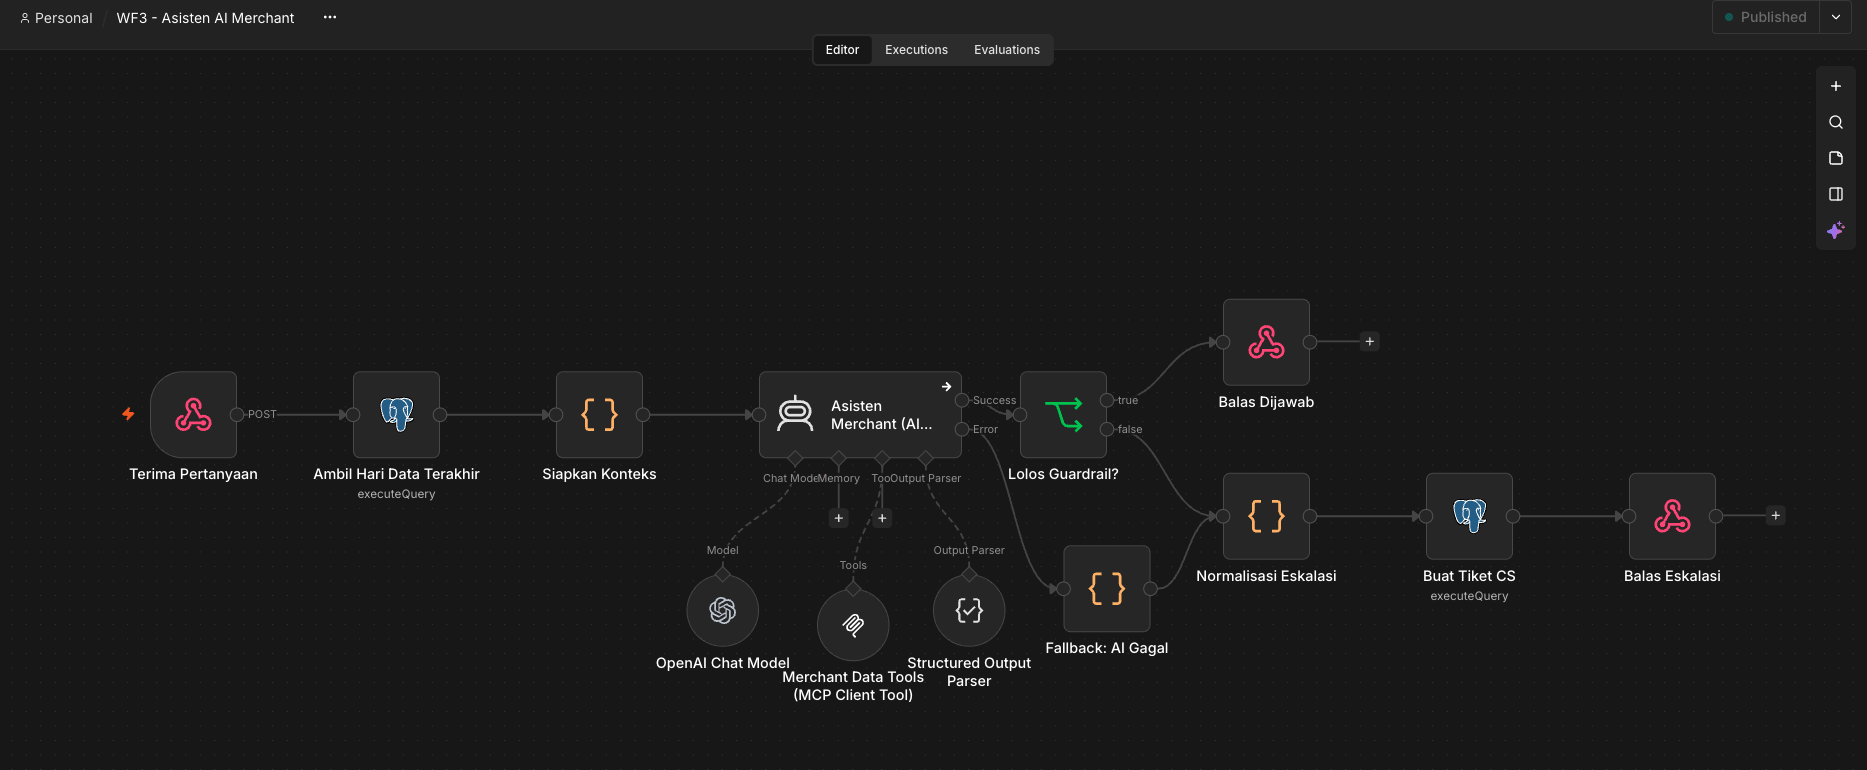 Personal / WF3 - Asisten AI Merchant ...
Published
Editor Executions Evaluations
Balas Dijawab
POST
Asisten
Merchant (AI...
Success
Error
true
false
Terima Pertanyaan
Ambil Hari Data Terakhir
executeQuery
Siapkan Konteks
Lolos Guardrail?
Chat Mode
Memory
Too
Output Parser
Model
Tools
Output Parser
OpenAI Chat Model
Merchant Data Tools
(MCP Client Tool)
Structured Output
Parser
Fallback: AI Gagal
Normalisasi Eskalasi
Buat Tiket CS
executeQuery
Balas Eskalasi